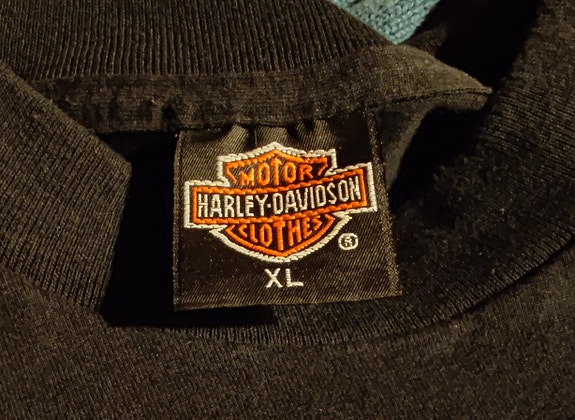 MOTOR
HARLEY-DAVIDSON
CLOTHES
®
XL